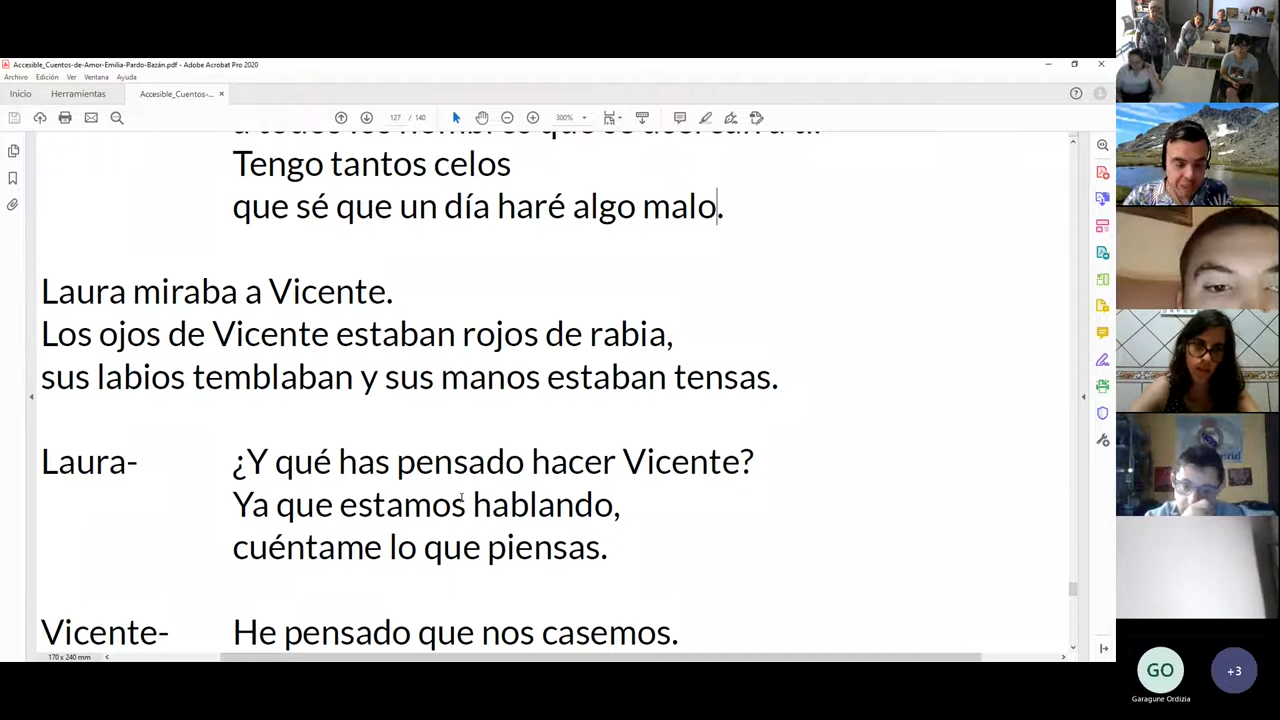 Accesible_Cuentos-de-Amor-Emilia-Pardo-Bazán.pdf - Adobe Acrobat Pro 2020
Archivo Edición Ver Ventana Ayuda
Inicio Herramientas Accesible_Cuentos-...
127 / 140 300%
Tengo tantos celos
que sé que un día haré algo malo.
Laura miraba a Vicente.
Los ojos de Vicente estaban rojos de rabia,
sus labios temblaban y sus manos estaban tensas.
Laura- ¿Y qué has pensado hacer Vicente?
Ya que estamos hablando,
cuéntame lo que piensas.
Vicente- He pensado que nos casemos.
170 x 240 mm
GO
+3
Garagune Ordizia